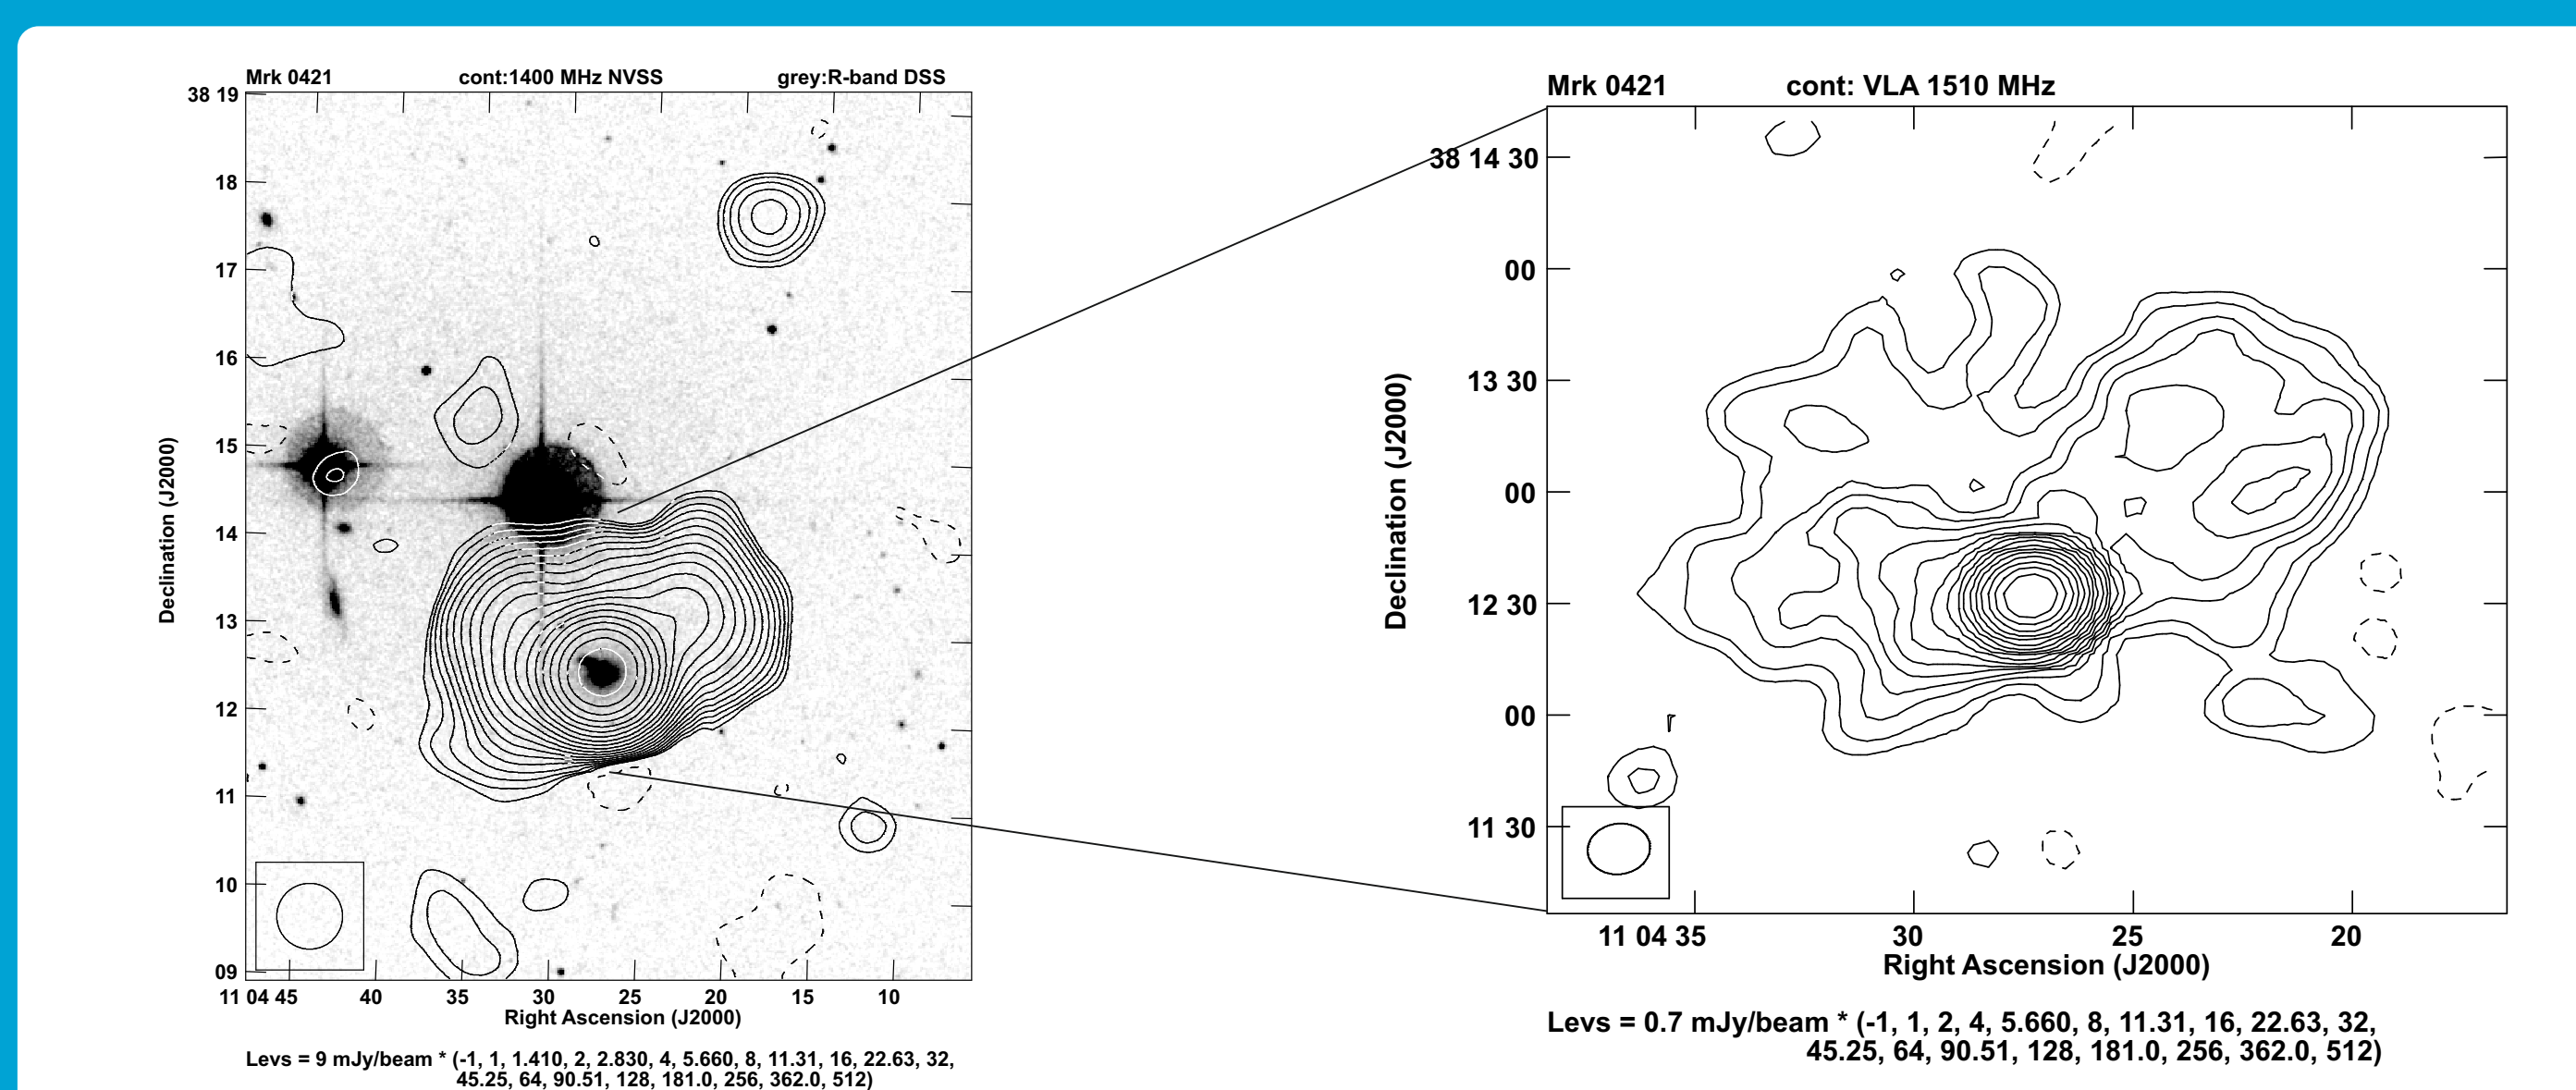 Mrk 0421 cont:1400 MHz NVSS grey:R-band DSS
38 19
18
17
16
15
14
13
12
11
10
09
Declination (J2000)
11 04 45 40 35 30 25 20 15 10
Right Ascension (J2000)
Levs = 9 mJy/beam * (-1, 1, 1.410, 2, 2.830, 4, 5.660, 8, 11.31, 16, 22.63, 32,
45.25, 64, 90.51, 128, 181.0, 256, 362.0, 512)
Mrk 0421 cont: VLA 1510 MHz
38 14 30
00
13 30
00
12 30
00
11 30
Declination (J2000)
11 04 35 30 25 20
Right Ascension (J2000)
Levs = 0.7 mJy/beam * (-1, 1, 2, 4, 5.660, 8, 11.31, 16, 22.63, 32,
45.25, 64, 90.51, 128, 181.0, 256, 362.0, 512)